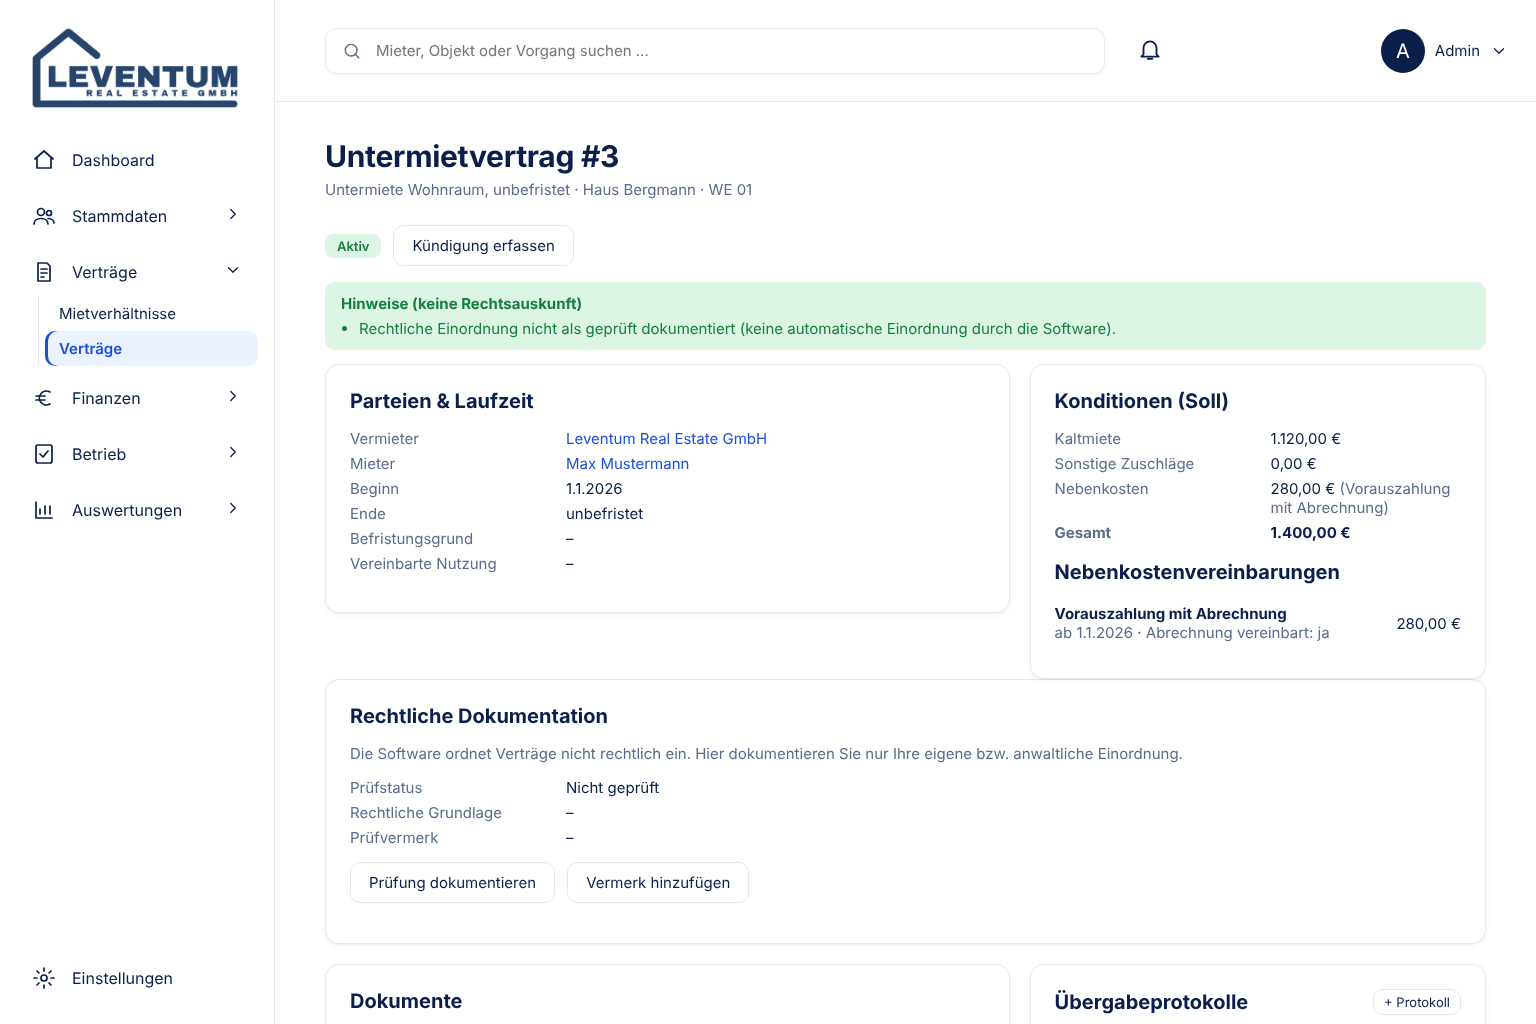 LEVENTUM
REAL ESTATE GMBH
Mieter, Objekt oder Vorgang suchen ...
A
Admin
Dashboard
Stammdaten
Verträge
Mietverhältnisse
Verträge
Finanzen
Betrieb
Auswertungen
Einstellungen
Untermietvertrag #3
Untermiete Wohnraum, unbefristet · Haus Bergmann · WE 01
Aktiv
Kündigung erfassen
Hinweise (keine Rechtsauskunft)
• Rechtliche Einordnung nicht als geprüft dokumentiert (keine automatische Einordnung durch die Software).
Parteien & Laufzeit
Vermieter Leventum Real Estate GmbH
Mieter Max Mustermann
Beginn 1.1.2026
Ende unbefristet
Befristungsgrund –
Vereinbarte Nutzung –
Konditionen (Soll)
Kaltmiete 1.120,00 €
Sonstige Zuschläge 0,00 €
Nebenkosten 280,00 € (Vorauszahlung
mit Abrechnung)
Gesamt 1.400,00 €
Nebenkostenvereinbarungen
Vorauszahlung mit Abrechnung
ab 1.1.2026 · Abrechnung vereinbart: ja
280,00 €
Rechtliche Dokumentation
Die Software ordnet Verträge nicht rechtlich ein. Hier dokumentieren Sie nur Ihre eigene bzw. anwaltliche Einordnung.
Prüfstatus Nicht geprüft
Rechtliche Grundlage –
Prüfvermerk –
Prüfung dokumentieren
Vermerk hinzufügen
Dokumente
Übergabeprotokolle
+ Protokoll